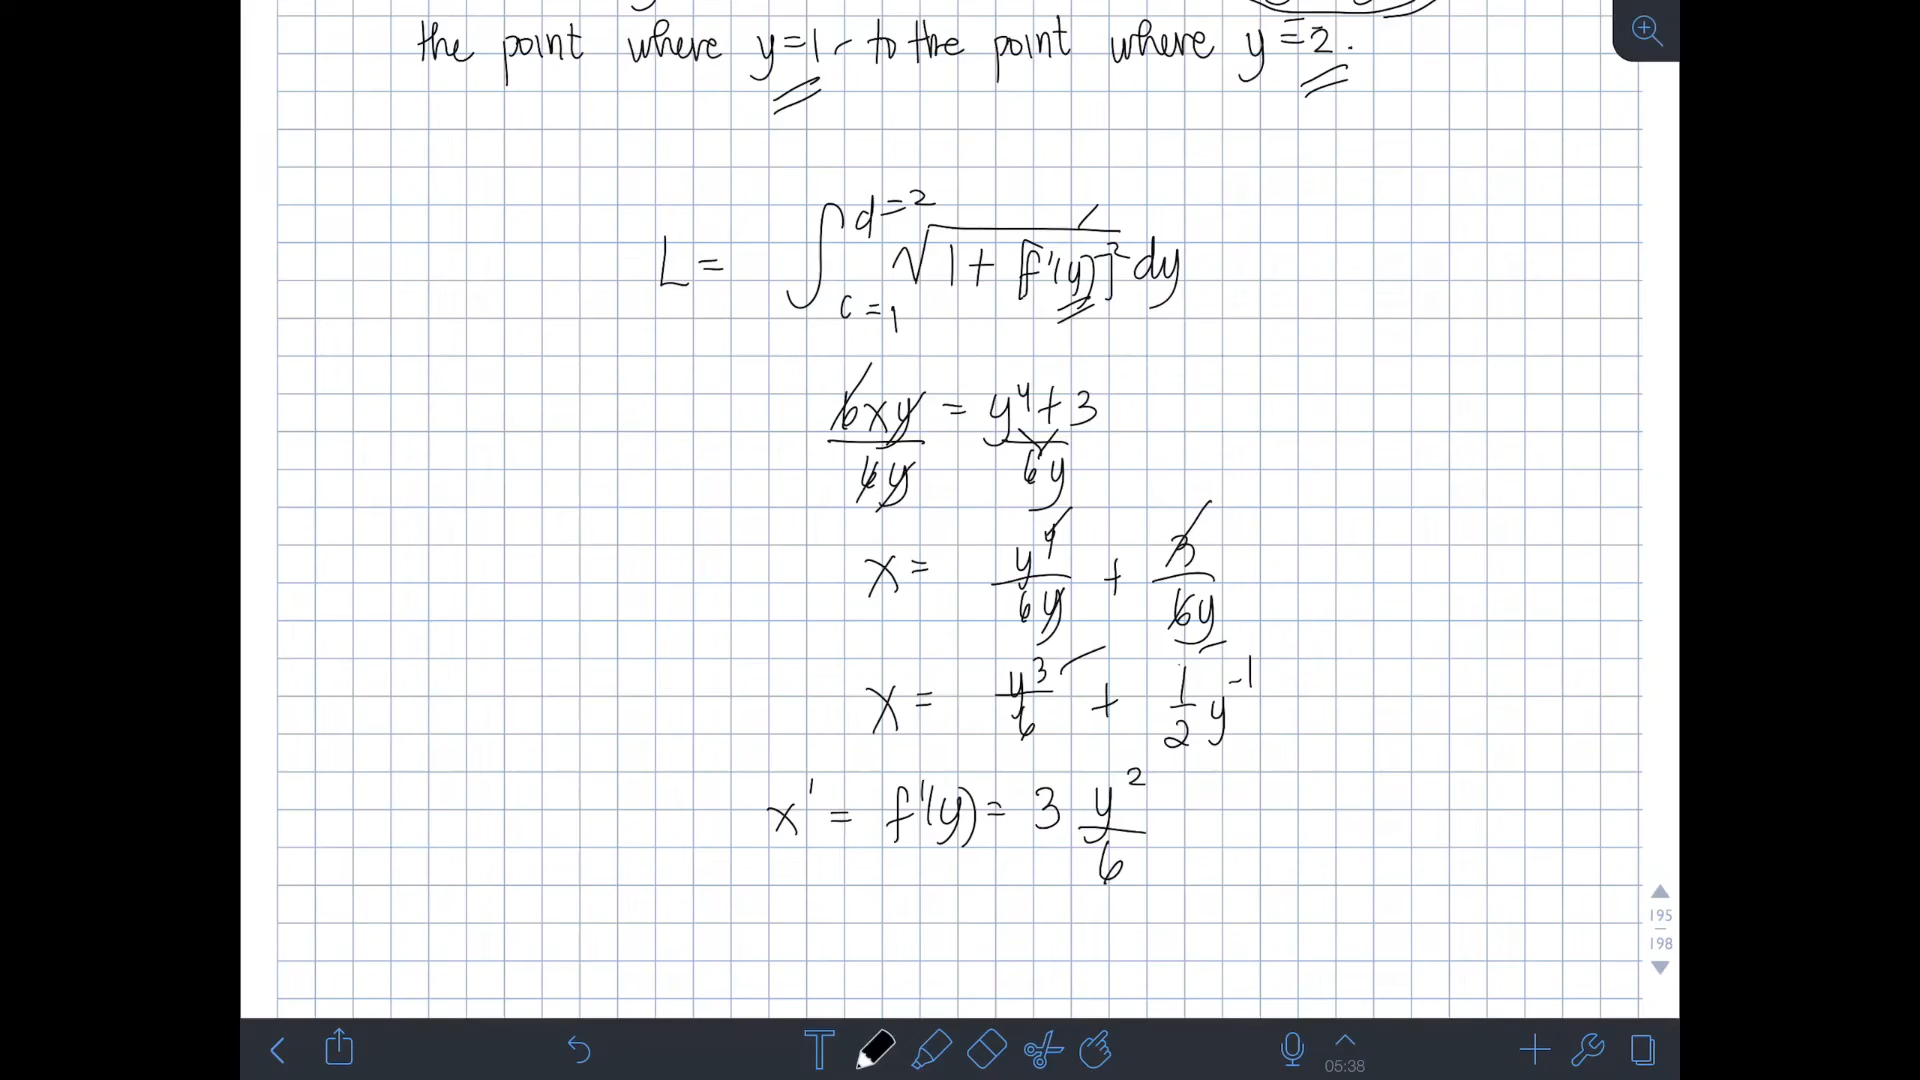 the point where y=1 to the point where y=2.
d=2
L = ∫ √1+[f'(y)]² dy
c=1
6xy = y⁴+3
6y 6y
x = y⁴/6y + 3/6y
x = y³/6 + 1/2 y⁻¹
x' = f'(y) = 3 y²/6
195
198
T
05:38